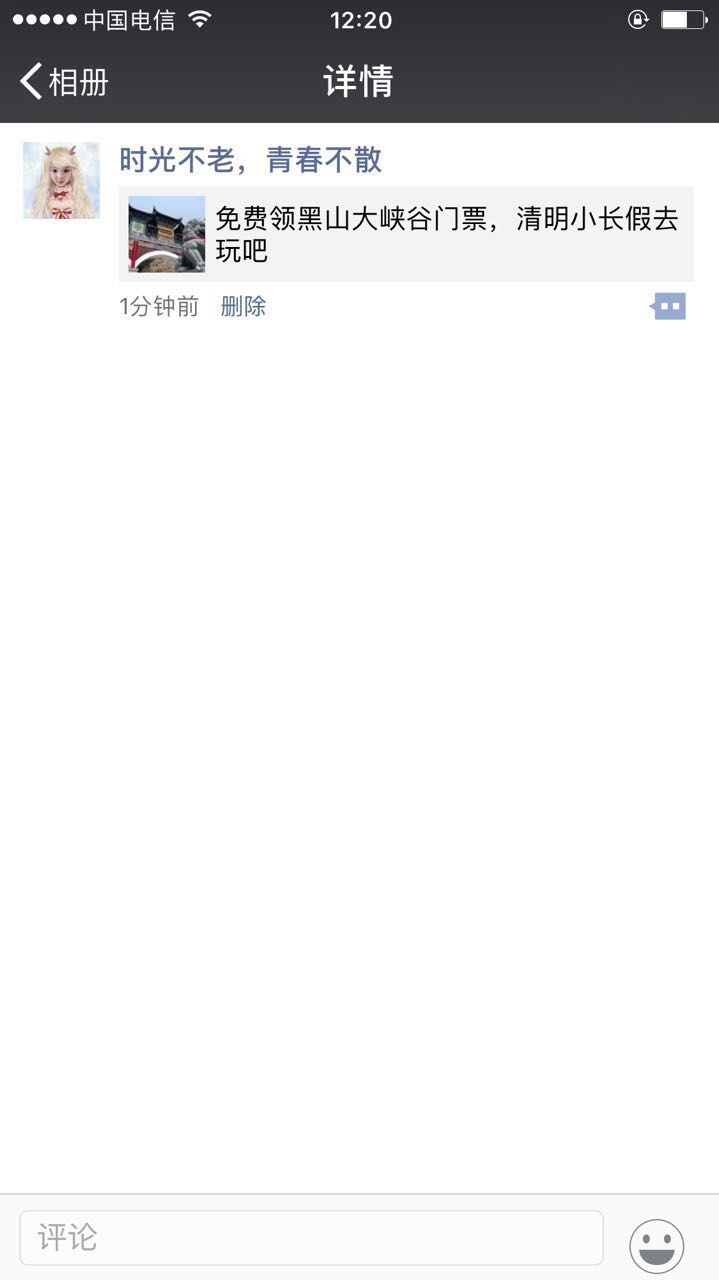 中国电信
12:20
相册
详情
时光不老，青春不散
免费领黑山大峡谷门票，清明小长假去
玩吧
1分钟前 删除
评论